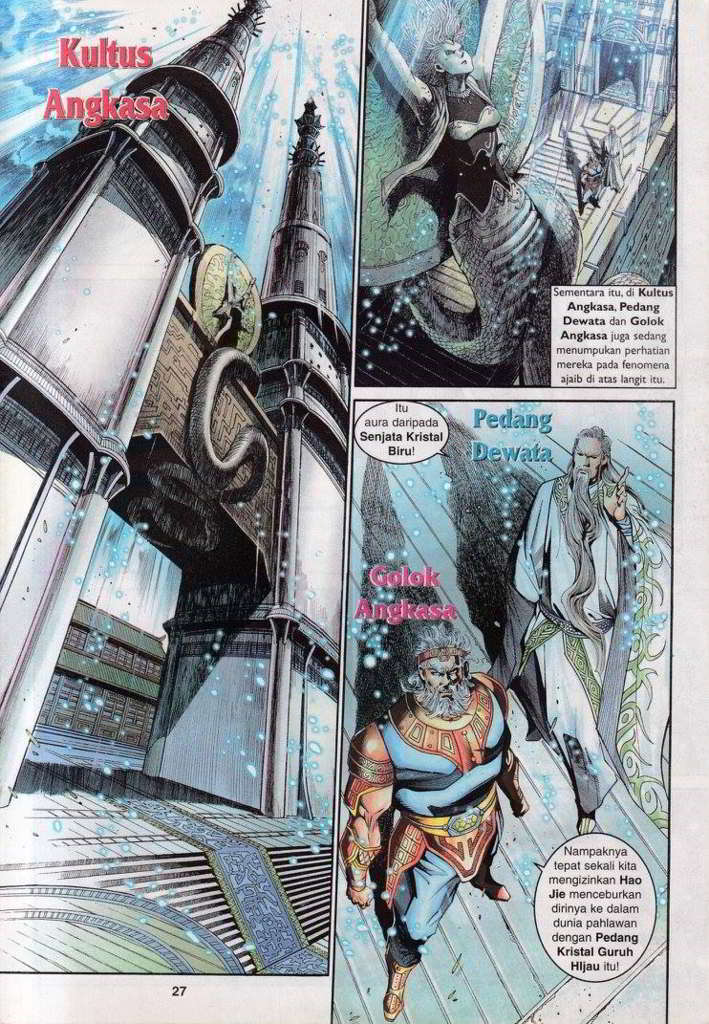 Kultus
Angkasa
Sementara itu, di Kultus
Angkasa, Pedang
Dewata dan Golok
Angkasa juga sedang
menumpukan perhatian
mereka pada fenomena
ajaib di atas langit itu.
Itu
aura daripada
Senjata Kristal
Biru!
Pedang
Dewata
Golok
Angkasa
Nampaknya
tepat sekali kita
mengizinkan Hao
Jie menceburkan
dirinya ke dalam
dunia pahlawan
dengan Pedang
Kristal Guruh
HIjau itu!
27